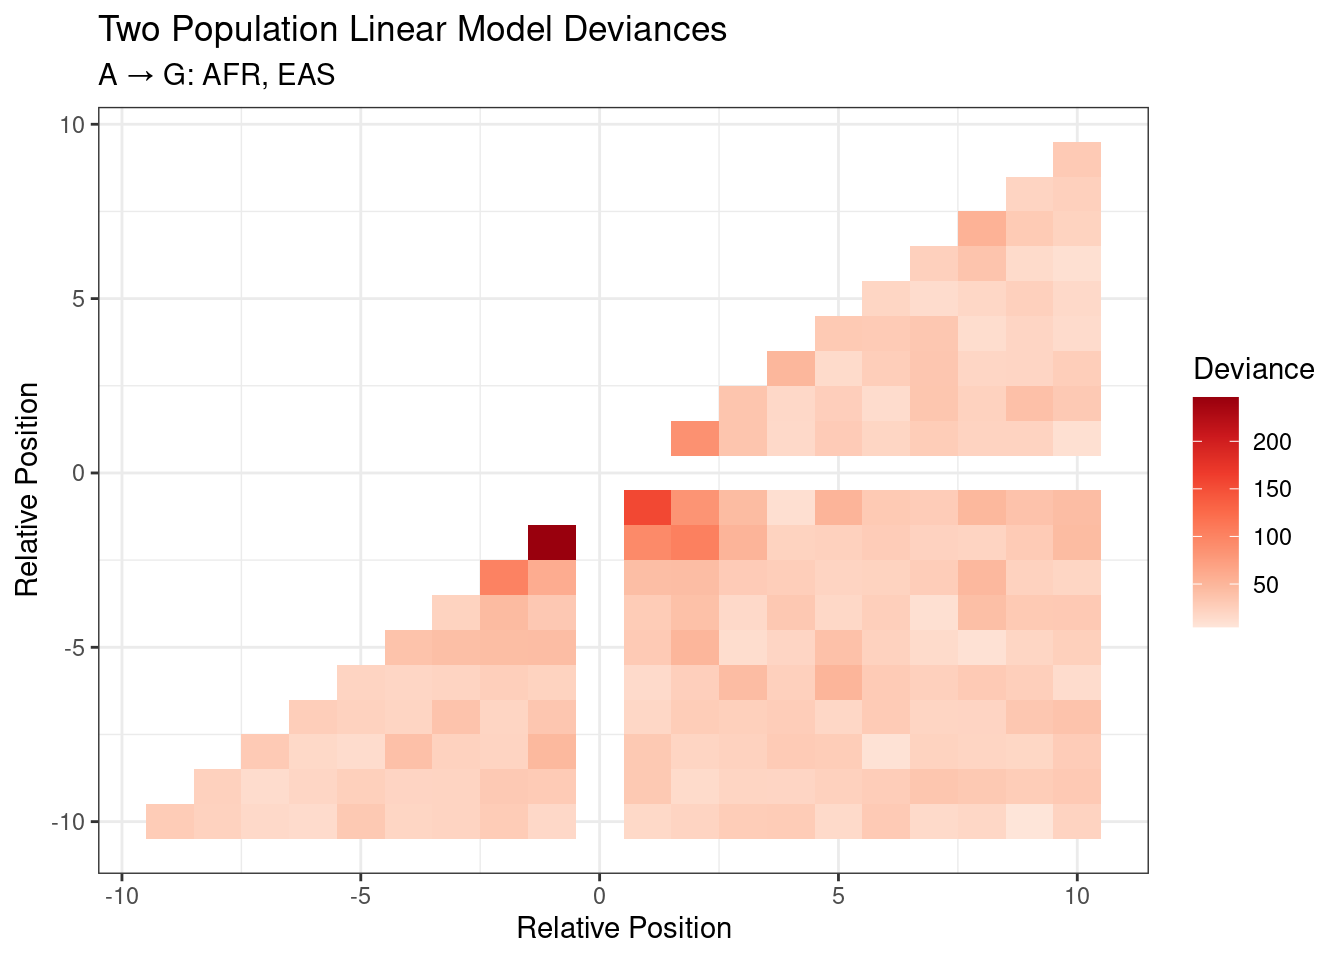 Two Population Linear Model Deviances
A → G: AFR, EAS
10
5
0
-5
-10
Relative Position
-10
-5
0
5
10
Relative Position
Deviance
200
150
100
50